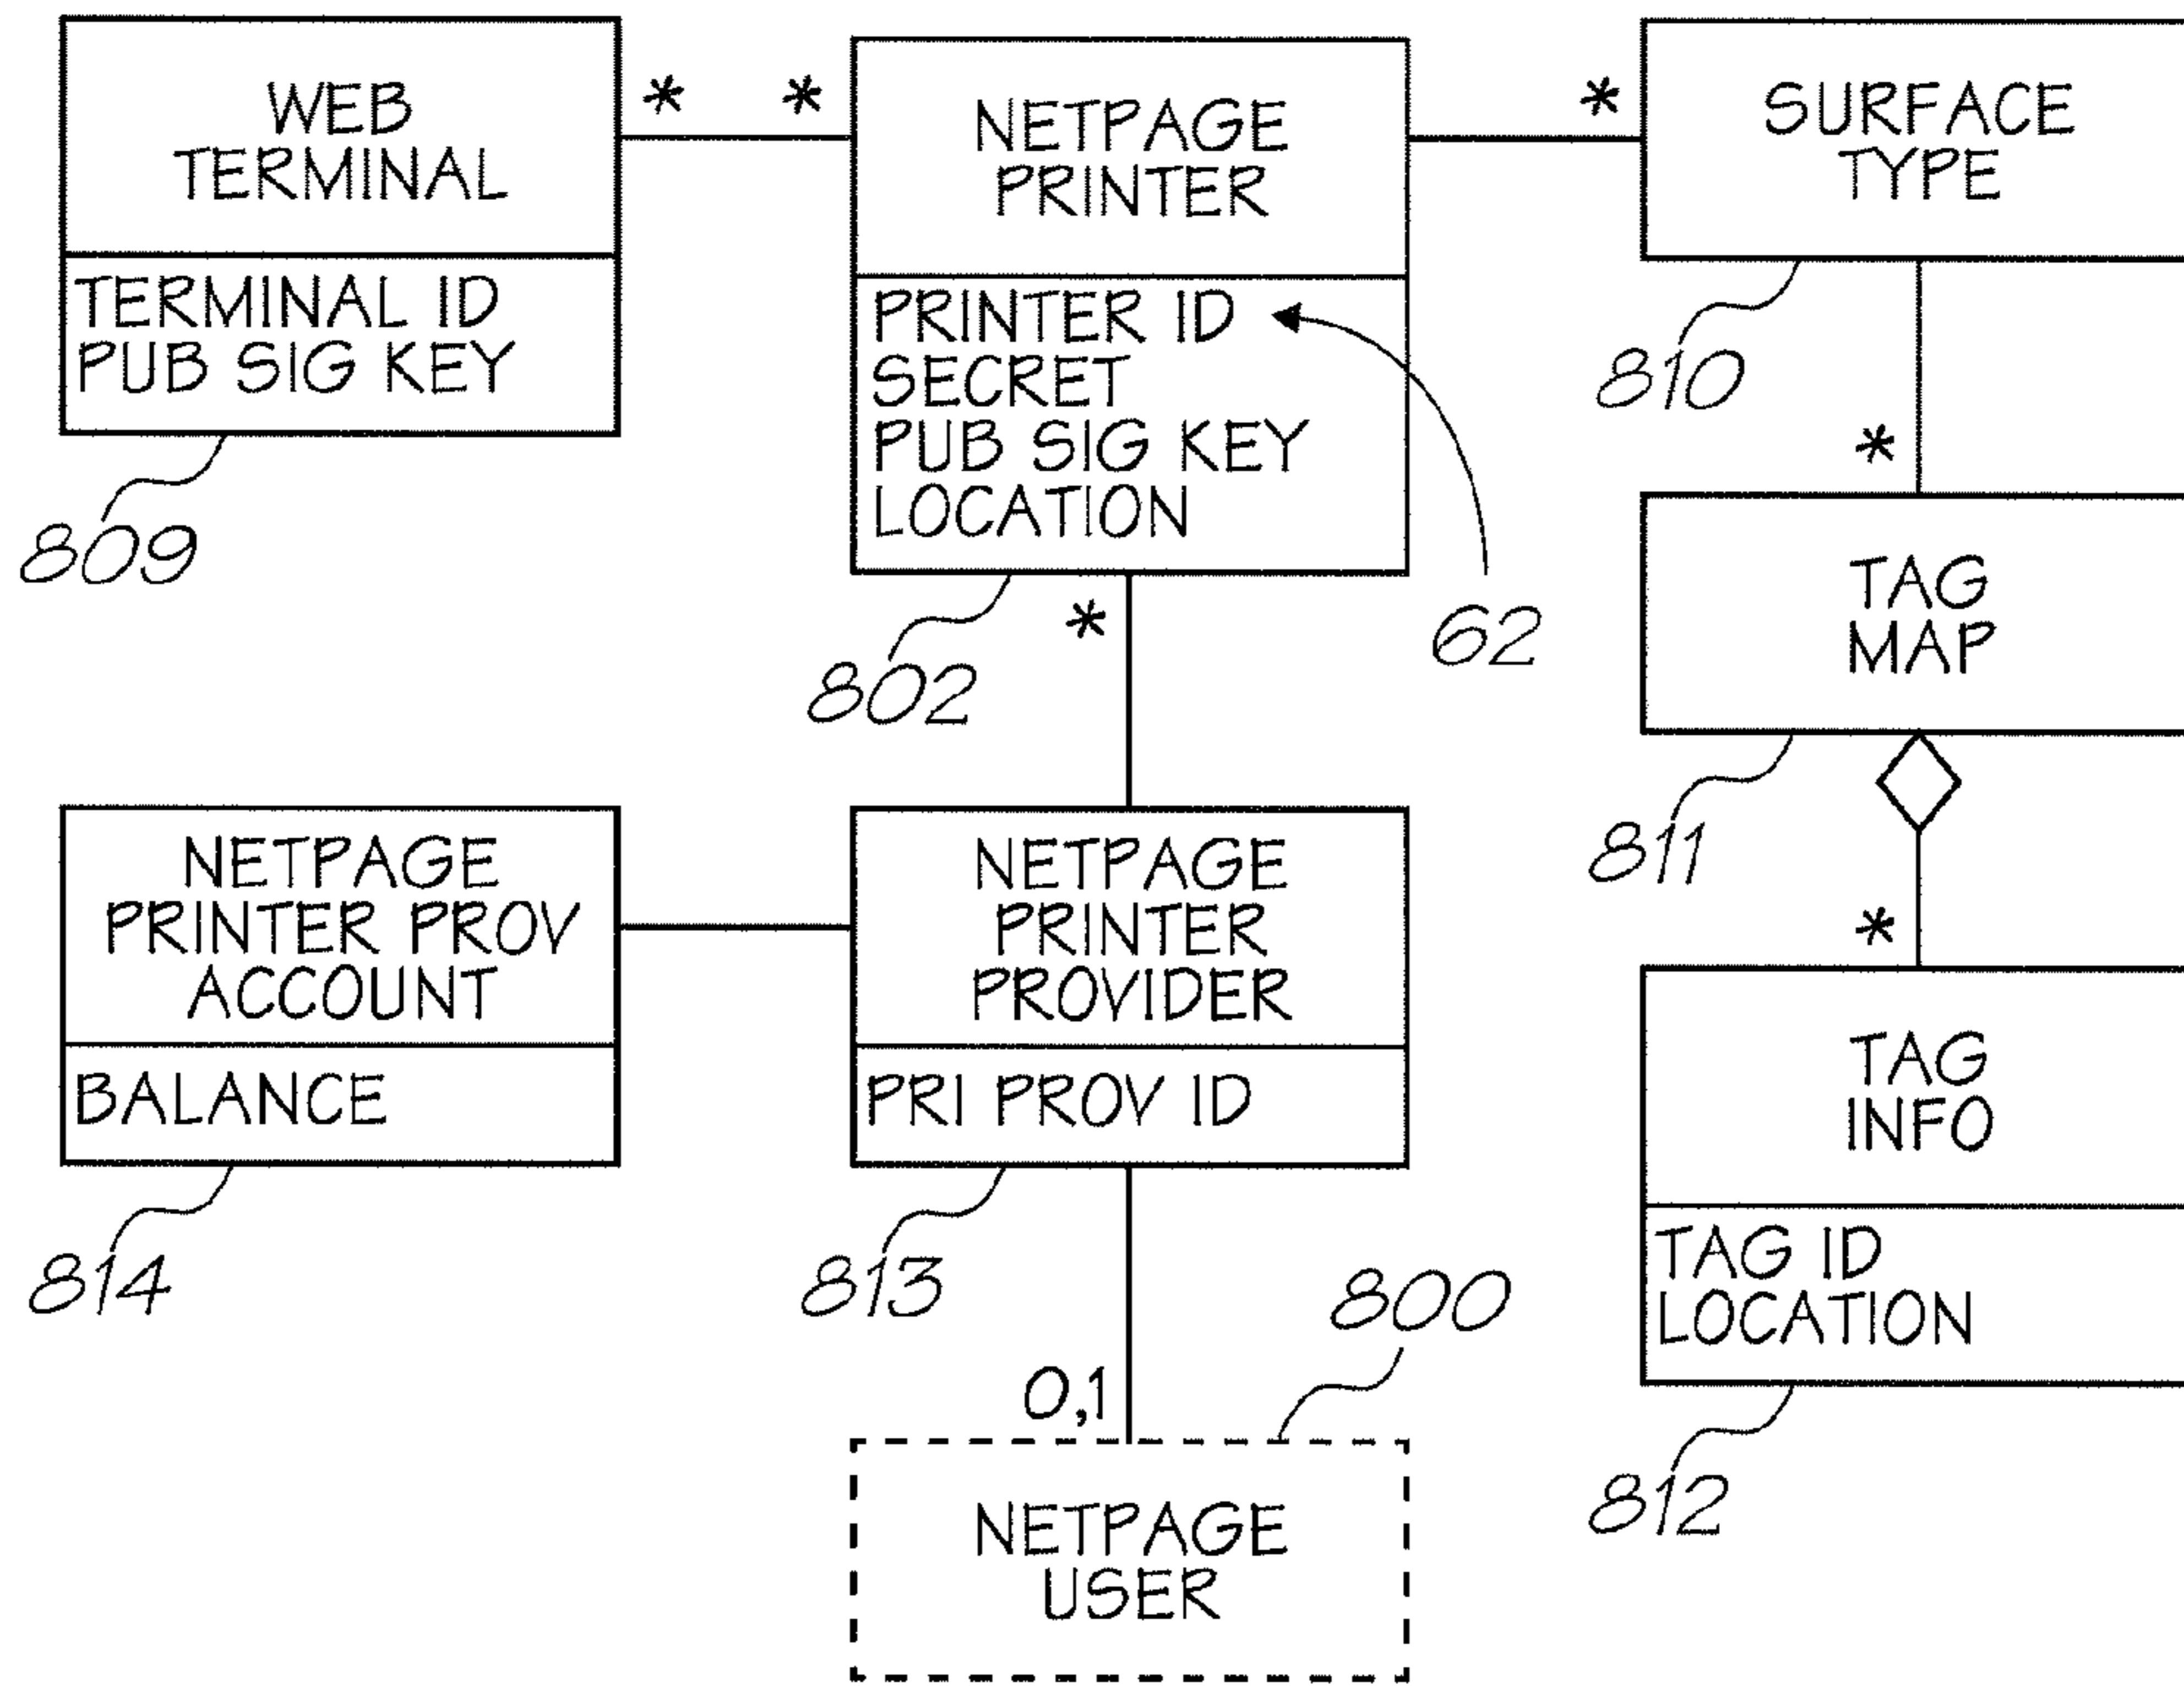 WEB
TERMINAL
TERMINAL ID
PUB SIG KEY
809
*
*
NETPAGE
PRINTER
PRINTER ID
SECRET
PUB SIG KEY
LOCATION
802
62
*
*
SURFACE
TYPE
810
*
TAG
MAP
811
*
NETPAGE
PRINTER PROV
ACCOUNT
BALANCE
814
NETPAGE
PRINTER
PROVIDER
PRI PROV ID
813
TAG
INFO
TAG ID
LOCATION
812
800
0,1
NETPAGE
USER